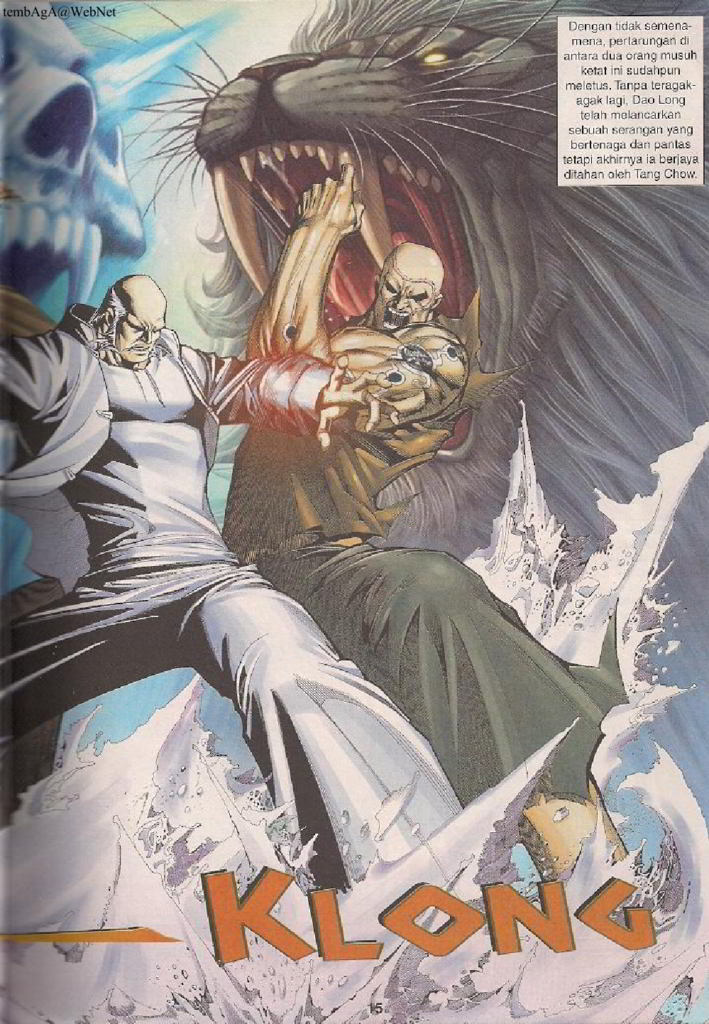 tembAgA@WebNet
Dengan tidak semena-
mena, pertarungan di
antara dua orang musuh
ketat ini sudahpun
meletus. Tanpa teragak-
agak lagi, Dao Long
telah melancarkan
sebuah serangan yang
bertenaga dan pantas
tetapi akhirnya ia berjaya
ditahan oleh Tang Chow.
KLONG
15